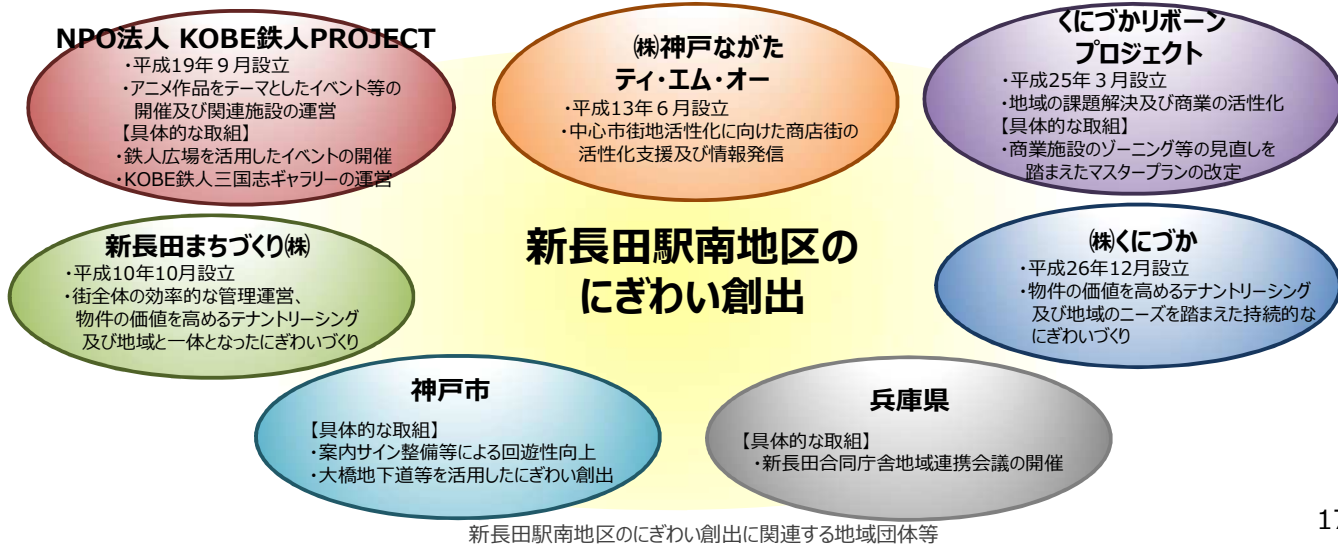 NPO法人 KOBE鉄人PROJECT
・平成19年９月設立
・アニメ作品をテーマとしたイベント等の
開催及び関連施設の運営
【具体的な取組】
・鉄人広場を活用したイベントの開催
・KOBE鉄人三国志ギャラリーの運営
㈱神戸ながた
ティ・エム・オー
・平成13年６月設立
・中心市街地活性化に向けた商店街の
活性化支援及び情報発信
くにづかリボーン
プロジェクト
・平成25年３月設立
・地域の課題解決及び商業の活性化
【具体的な取組】
・商業施設のゾーニング等の見直しを
踏まえたマスタープランの改定
新長田まちづくり㈱
・平成10年10月設立
・街全体の効率的な管理運営、
物件の価値を高めるテナントリーシング
及び地域と一体となったにぎわいづくり
新長田駅南地区の
にぎわい創出
㈱くにづか
・平成26年12月設立
・物件の価値を高めるテナントリーシング
及び地域のニーズを踏まえた持続的な
にぎわいづくり
神戸市
【具体的な取組】
・案内サイン整備等による回遊性向上
・大橋地下道等を活用したにぎわい創出
兵庫県
【具体的な取組】
・新長田合同庁舎地域連携会議の開催
新長田駅南地区のにぎわい創出に関連する地域団体等
17